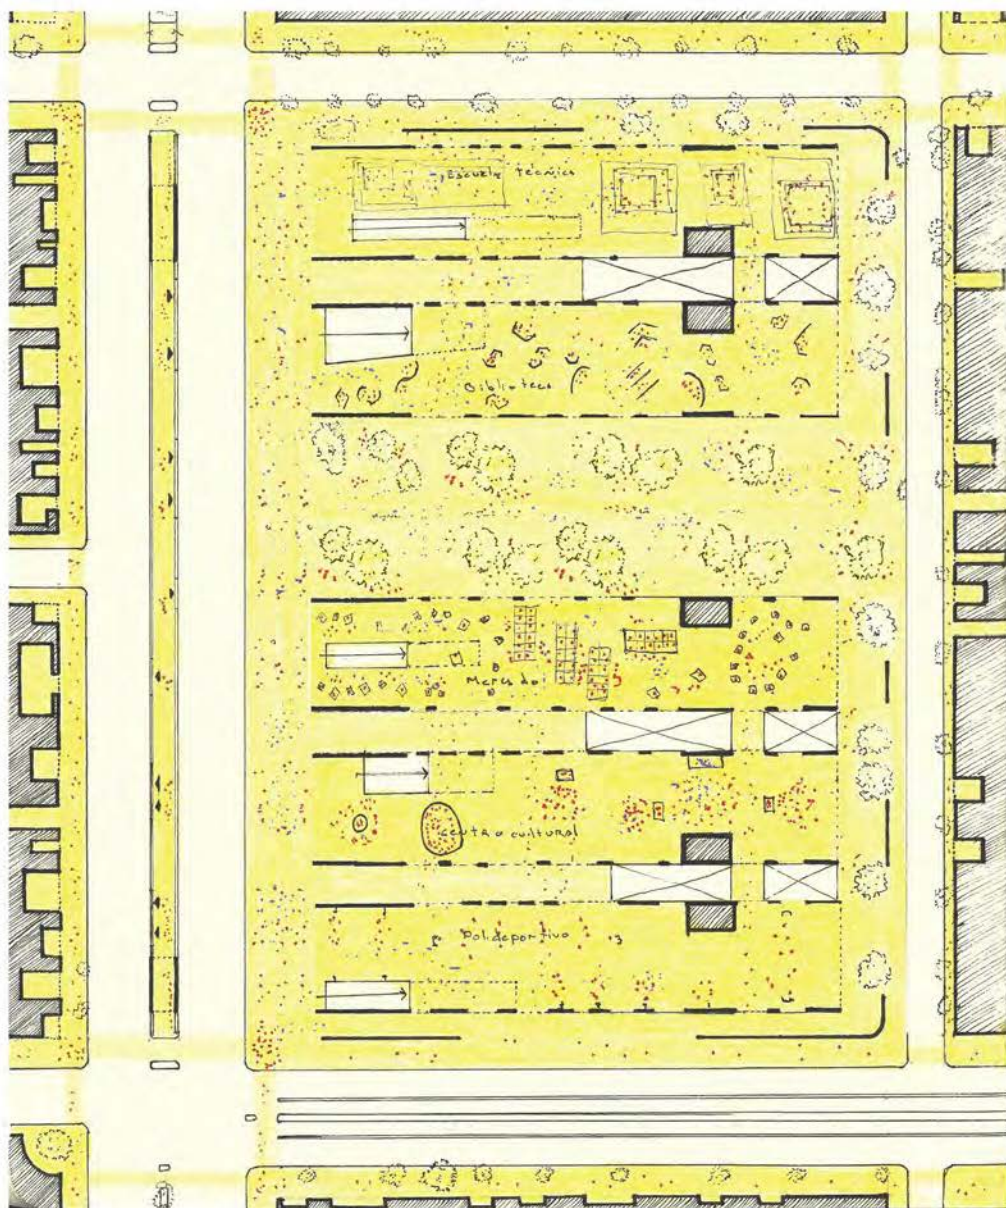 Escuela técnica
Biblioteca
Mercado
centro cultural
Polideportivo